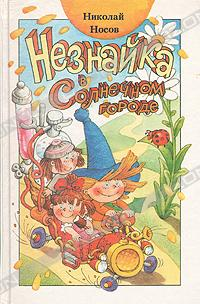 Николай
Носов
Незнайка
в
Солнечном
городе